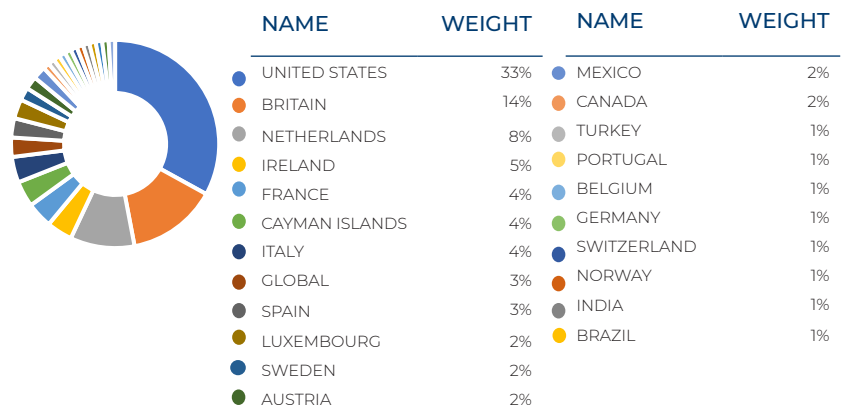 NAME WEIGHT
UNITED STATES 33%
BRITAIN 14%
NETHERLANDS 8%
IRELAND 5%
FRANCE 4%
CAYMAN ISLANDS 4%
ITALY 4%
GLOBAL 3%
SPAIN 3%
LUXEMBOURG 2%
SWEDEN 2%
AUSTRIA 2%
NAME WEIGHT
MEXICO 2%
CANADA 2%
TURKEY 1%
PORTUGAL 1%
BELGIUM 1%
GERMANY 1%
SWITZERLAND 1%
NORWAY 1%
INDIA 1%
BRAZIL 1%